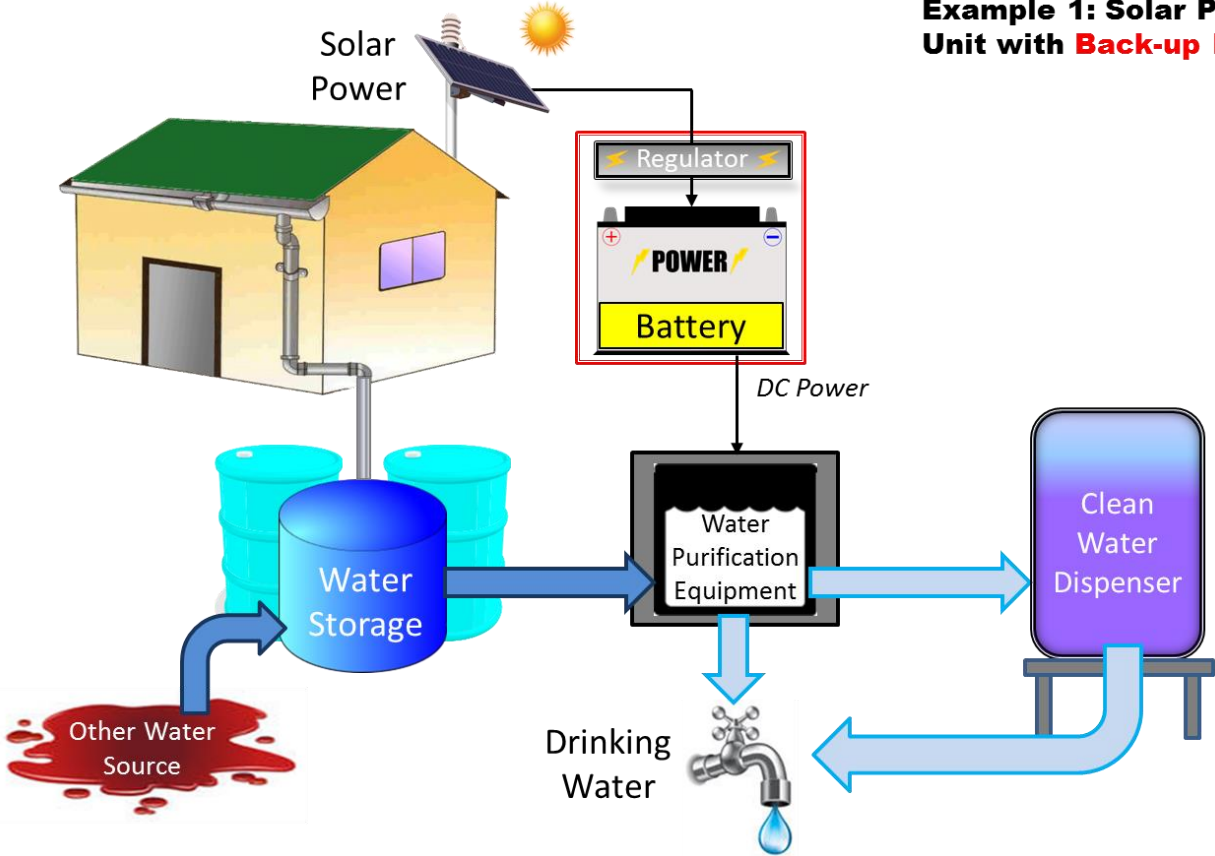 Example 1: Solar
Unit with Back-up
Solar
Power
Regulator
+
−
POWER
Battery
DC Power
Water
Purification
Equipment
Clean
Water
Dispenser
Water
Storage
Other Water
Source
Drinking
Water